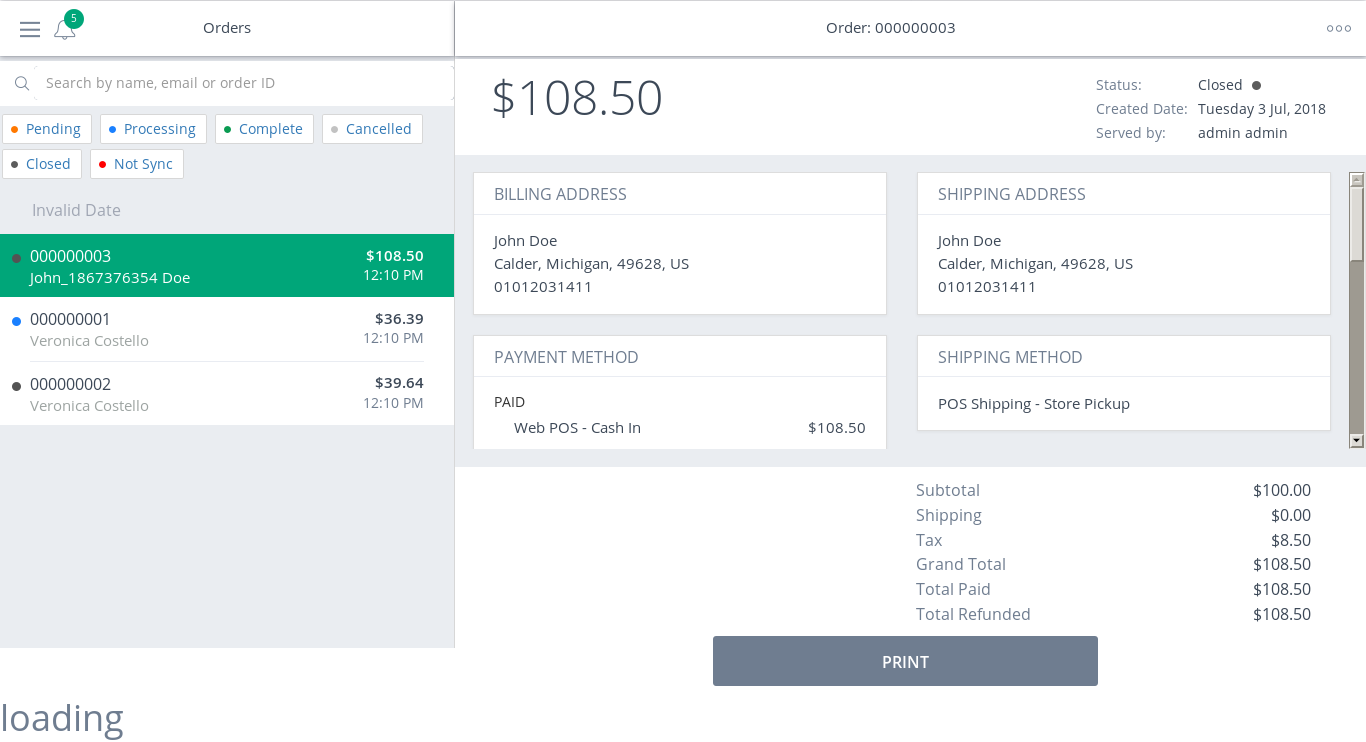 5
Orders
Order: 000000003
Search by name, email or order ID
$108.50
Status: Closed
Created Date: Tuesday 3 Jul, 2018
Served by: admin admin
Pending Processing Complete Cancelled
Closed Not Sync
Invalid Date
000000003 $108.50
John_1867376354 Doe 12:10 PM
000000001 $36.39
Veronica Costello 12:10 PM
000000002 $39.64
Veronica Costello 12:10 PM
BILLING ADDRESS
John Doe
Calder, Michigan, 49628, US
01012031411
SHIPPING ADDRESS
John Doe
Calder, Michigan, 49628, US
01012031411
PAYMENT METHOD
PAID
Web POS - Cash In $108.50
SHIPPING METHOD
POS Shipping - Store Pickup
Subtotal $100.00
Shipping $0.00
Tax $8.50
Grand Total $108.50
Total Paid $108.50
Total Refunded $108.50
PRINT
loading